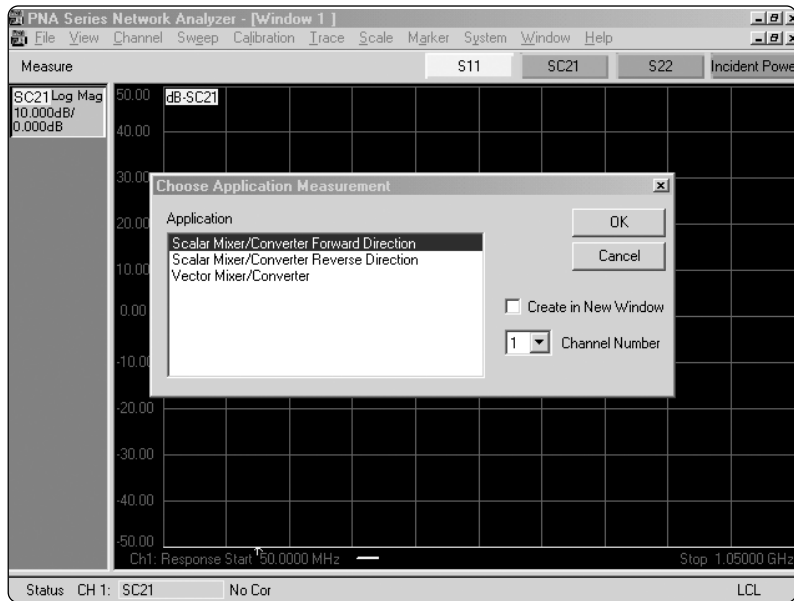 PNA Series Network Analyzer - [Window 1 ]
File View Channel Sweep Calibration Trace Scale Marker System Window Help
Measure S11 SC21 S22 Incident Powe
SC21 Log Mag
10.000dB/
0.000dB
50.00 dB-SC21
40.00
30.00
Choose Application Measurement
Application
OK
20.00
Scalar Mixer/Converter Forward Direction
Scalar Mixer/Converter Reverse Direction
Cancel
10.00
Vector Mixer/Converter
0.00
Create in New Window
1 Channel Number
-10.00
-20.00
-30.00
-40.00
-50.00
Ch1: Response Start 50.0000 MHz Stop 1.05000 GHz
Status CH 1: SC21 No Cor LCL